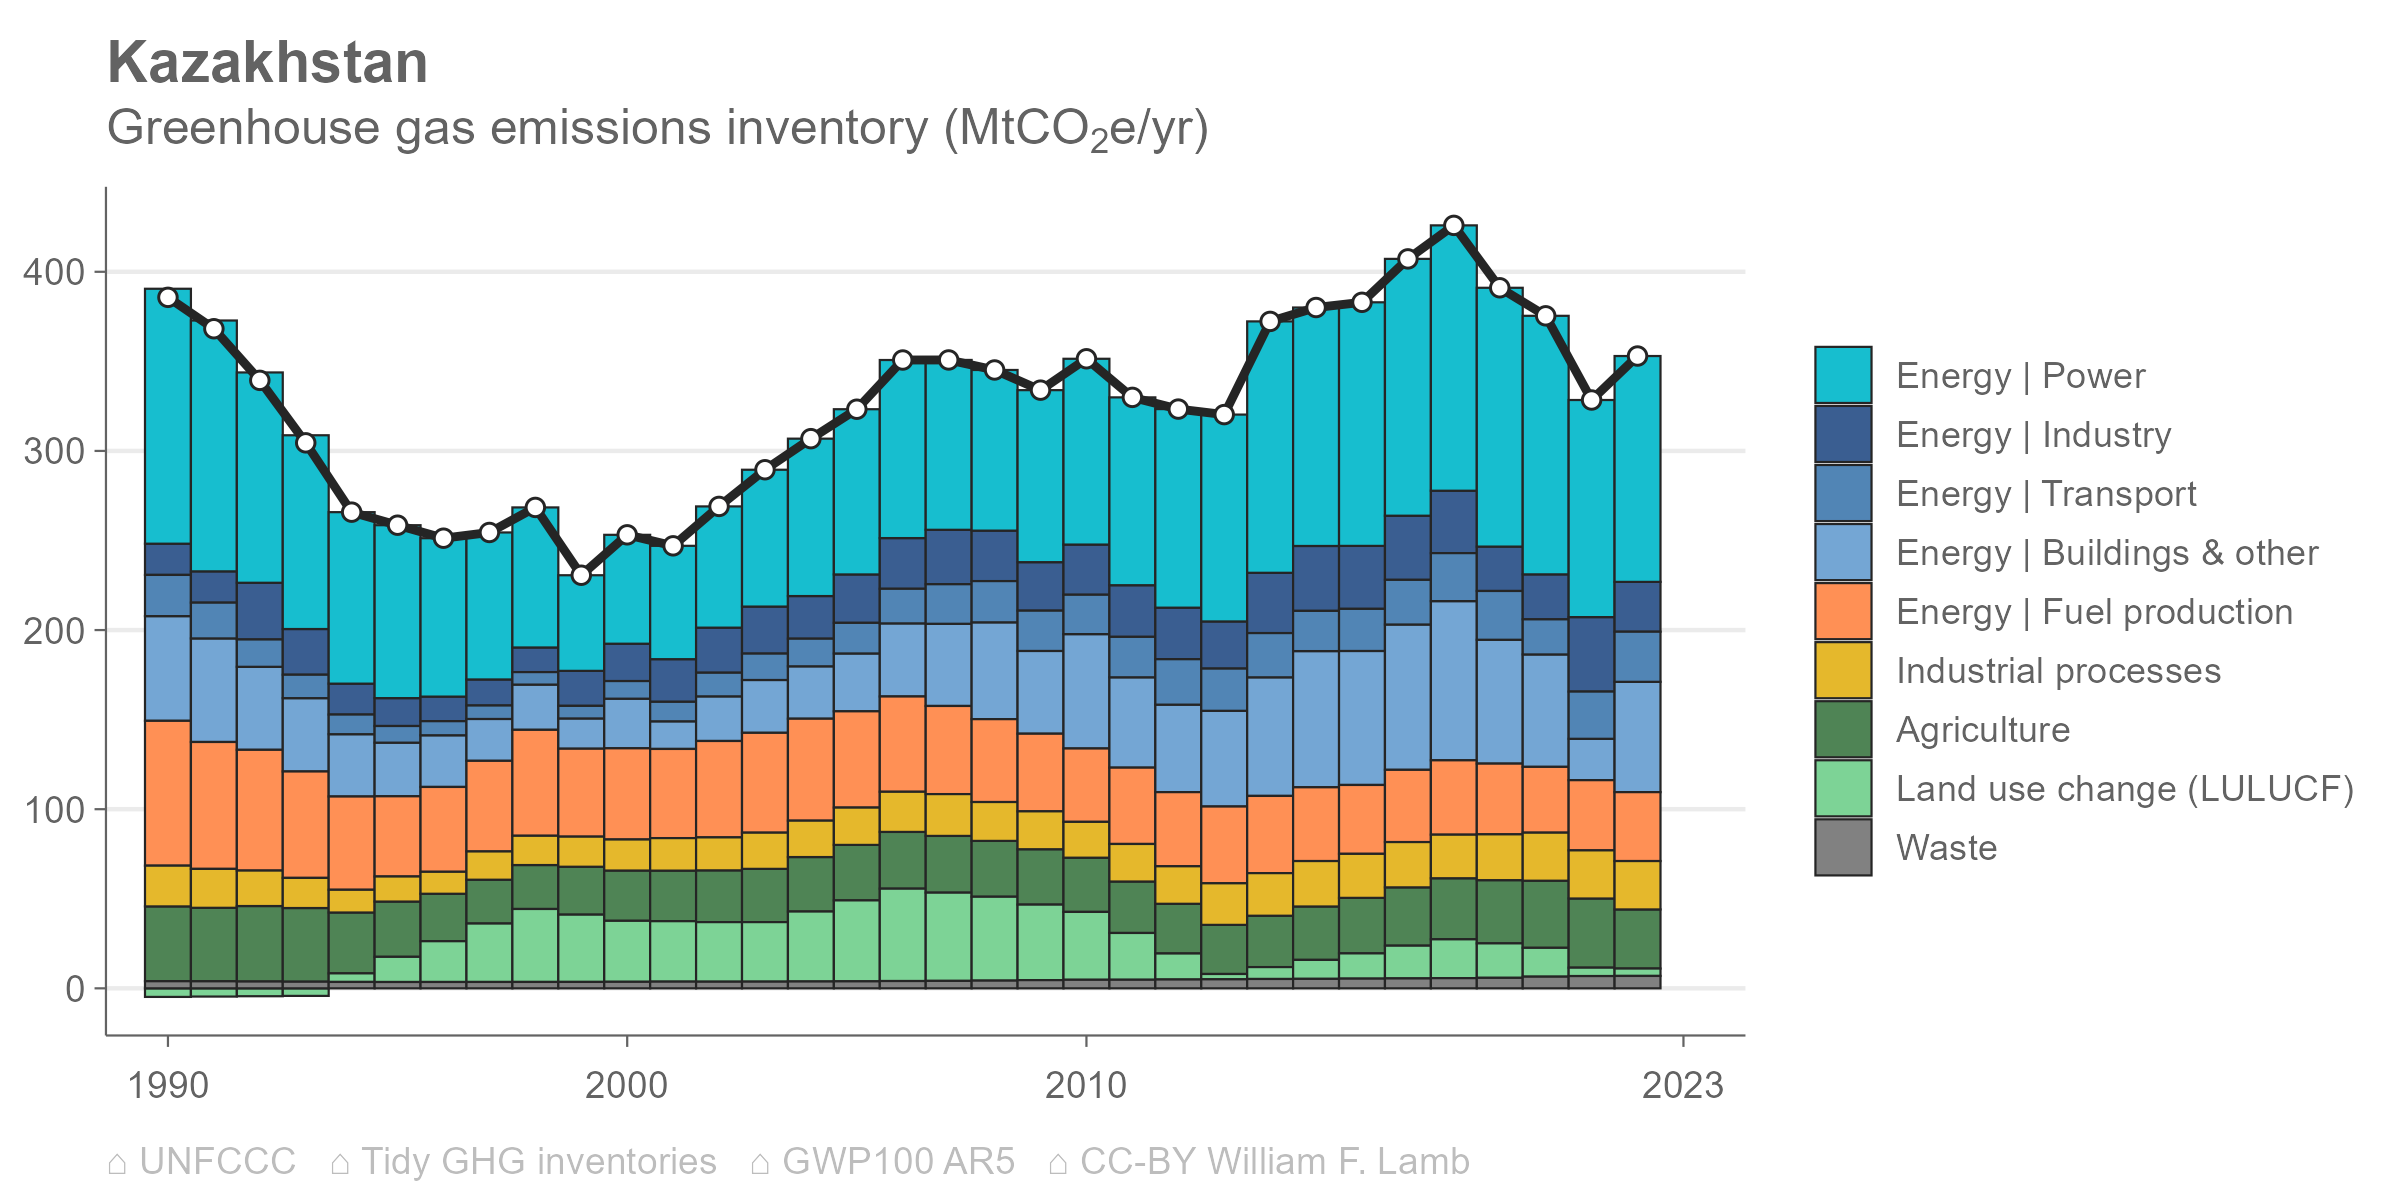 Kazakhstan
Greenhouse gas emissions inventory (MtCO₂e/yr)
400
300
200
100
0
1990 2000 2010 2023
Energy | Power
Energy | Industry
Energy | Transport
Energy | Buildings & other
Energy | Fuel production
Industrial processes
Agriculture
Land use change (LULUCF)
Waste
⌂ UNFCCC ⌂ Tidy GHG inventories ⌂ GWP100 AR5 ⌂ CC-BY William F. Lamb